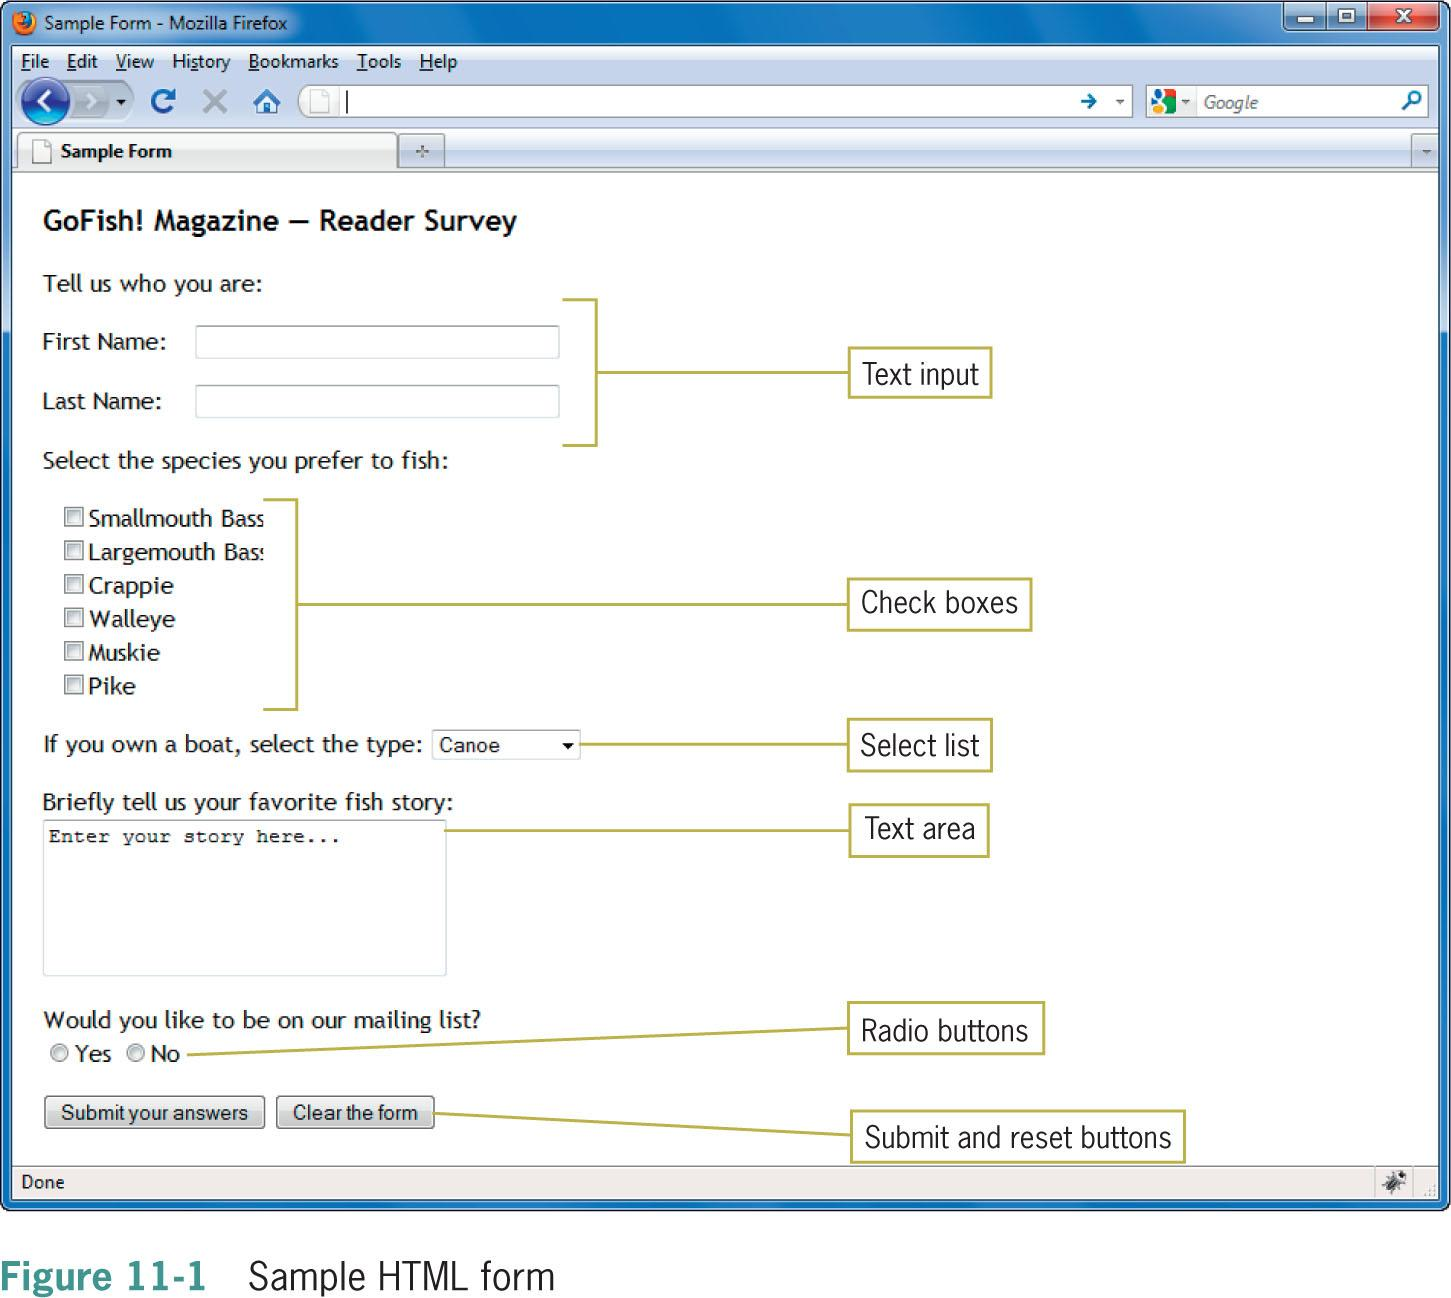 Sample Form - Mozilla Firefox
File Edit View History Bookmarks Tools Help
Google
Sample Form
GoFish! Magazine — Reader Survey
Tell us who you are:
First Name:
Text input
Last Name:
Select the species you prefer to fish:
Smallmouth Bass
Largemouth Bass
Crappie
Check boxes
Walleye
Muskie
Pike
If you own a boat, select the type: Canoe
Select list
Briefly tell us your favorite fish story:
Enter your story here...
Text area
Would you like to be on our mailing list?
Radio buttons
Yes No
Submit your answers Clear the form
Submit and reset buttons
Done
Figure 11-1 Sample HTML form